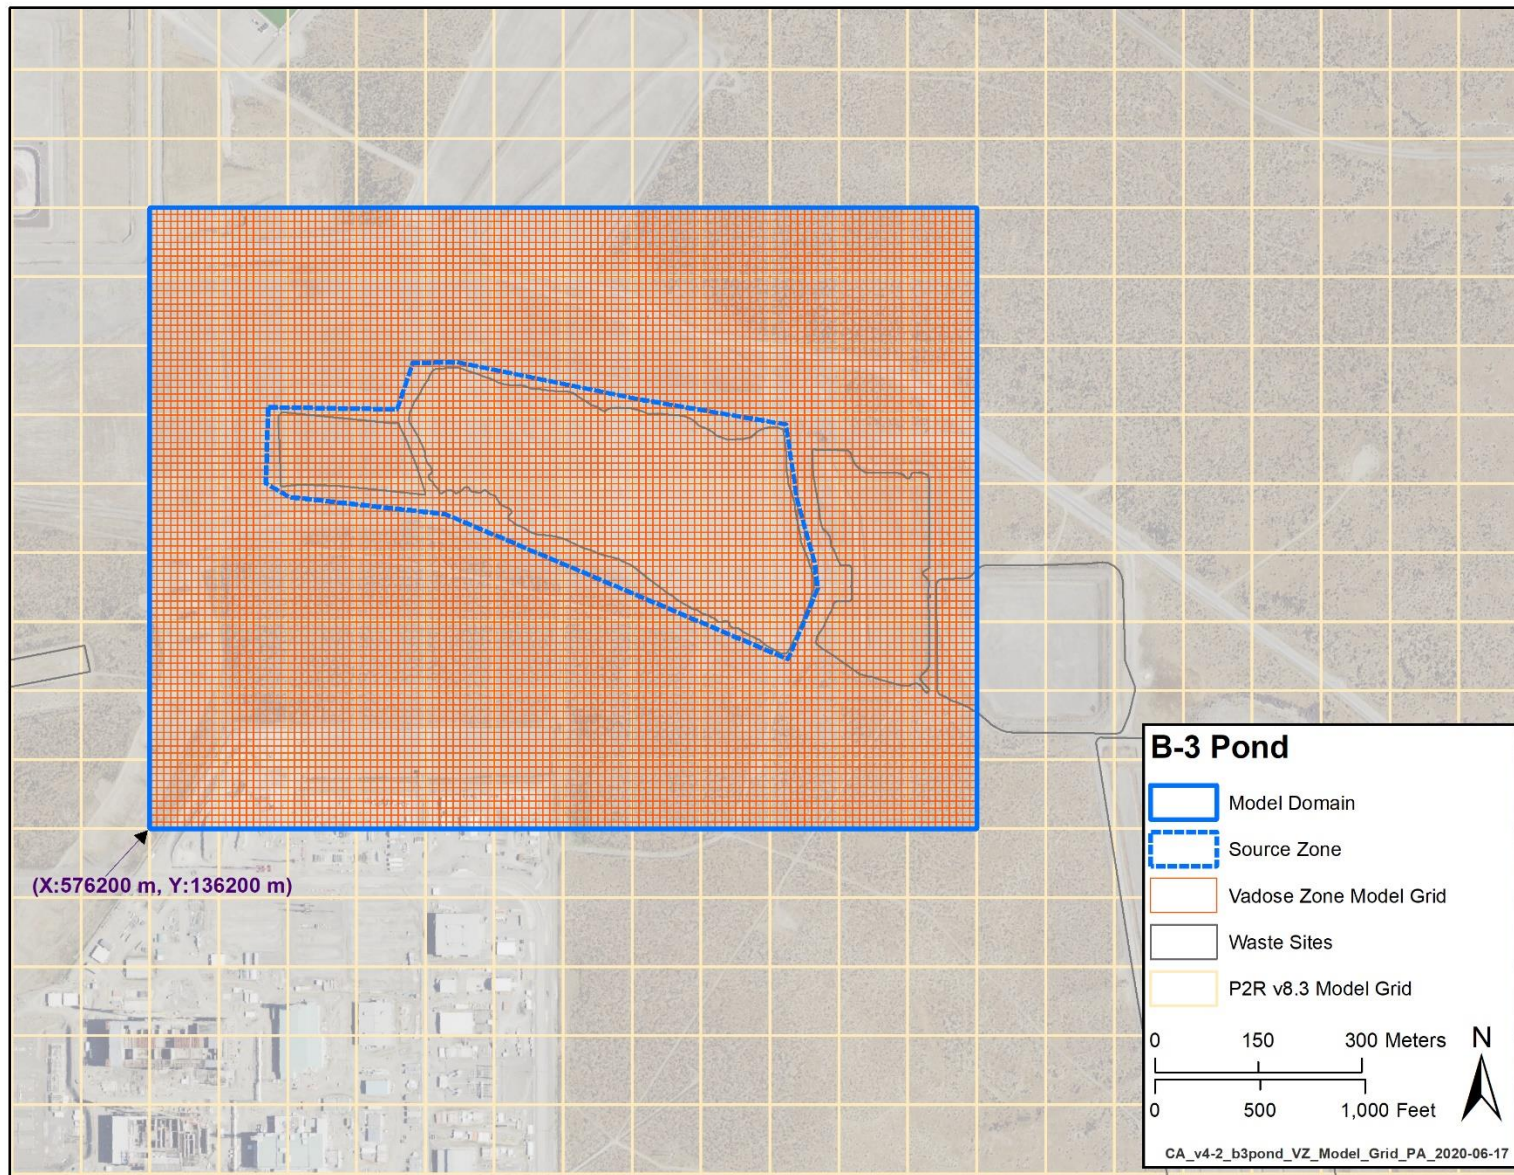 (X:576200 m, Y:136200 m)
B-3 Pond
Model Domain
Source Zone
Vadose Zone Model Grid
Waste Sites
P2R v8.3 Model Grid
0 150 300 Meters
N
0 500 1,000 Feet
CA_v4-2_b3pond_VZ_Model_Grid_PA_2020-06-17